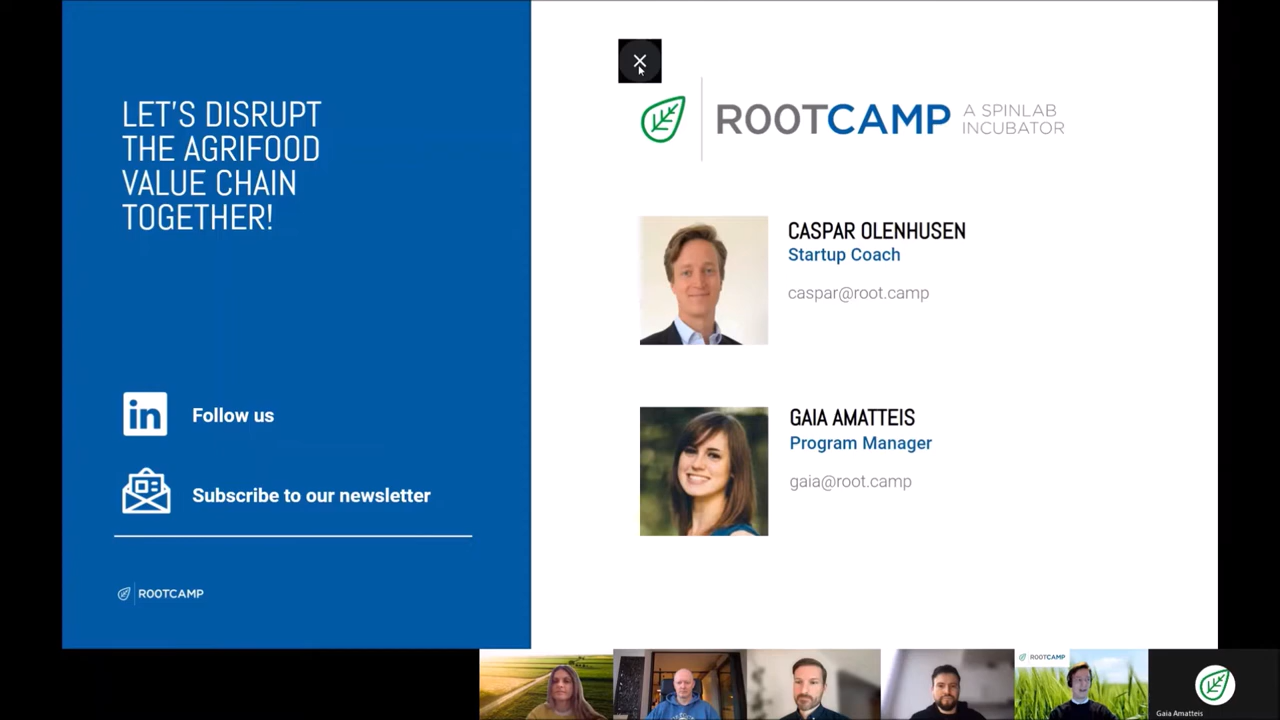 LET'S DISRUPT
THE AGRIFOOD
VALUE CHAIN
TOGETHER!
in
Follow us
Subscribe to our newsletter
ROOTCAMP
ROOTCAMP
A SPINLAB
INCUBATOR
CASPAR OLENHUSEN
Startup Coach
caspar@root.camp
GAIA AMATTEIS
Program Manager
gaia@root.camp
ROOTCAMP
Gaia Amatteis